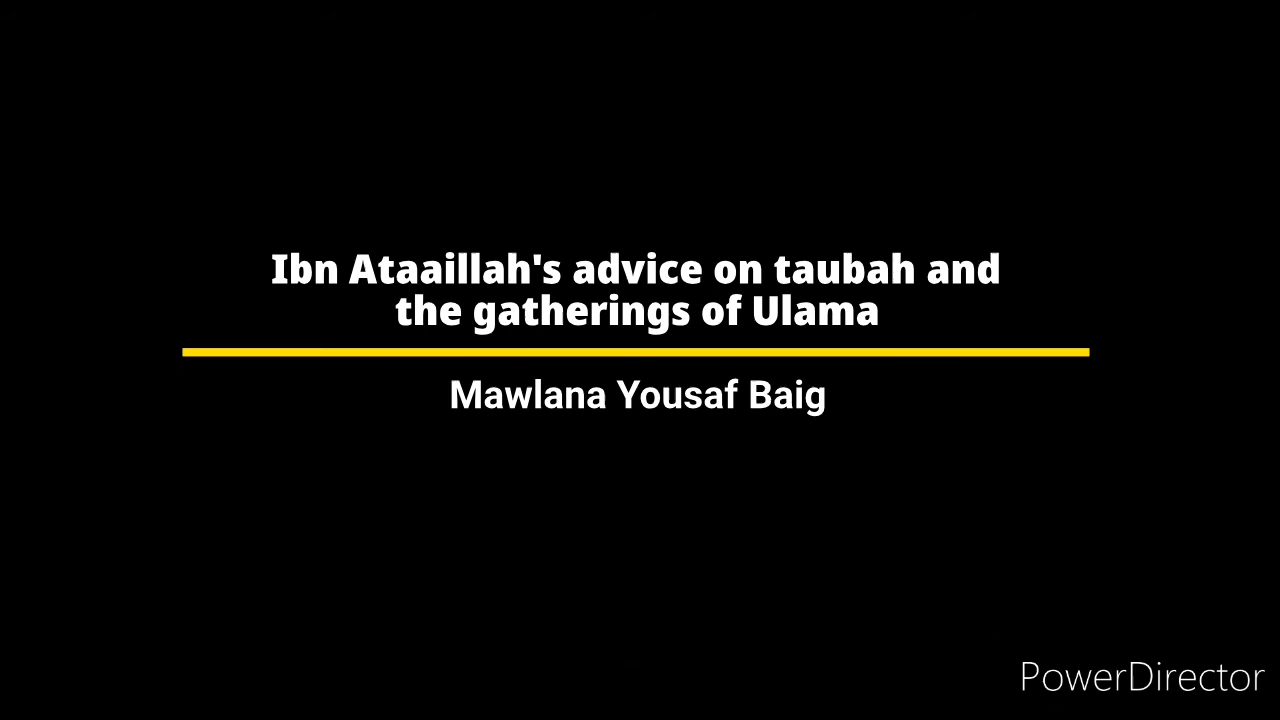 Ibn Ataaillah's advice on taubah and
the gatherings of Ulama
Mawlana Yousaf Baig
PowerDirector